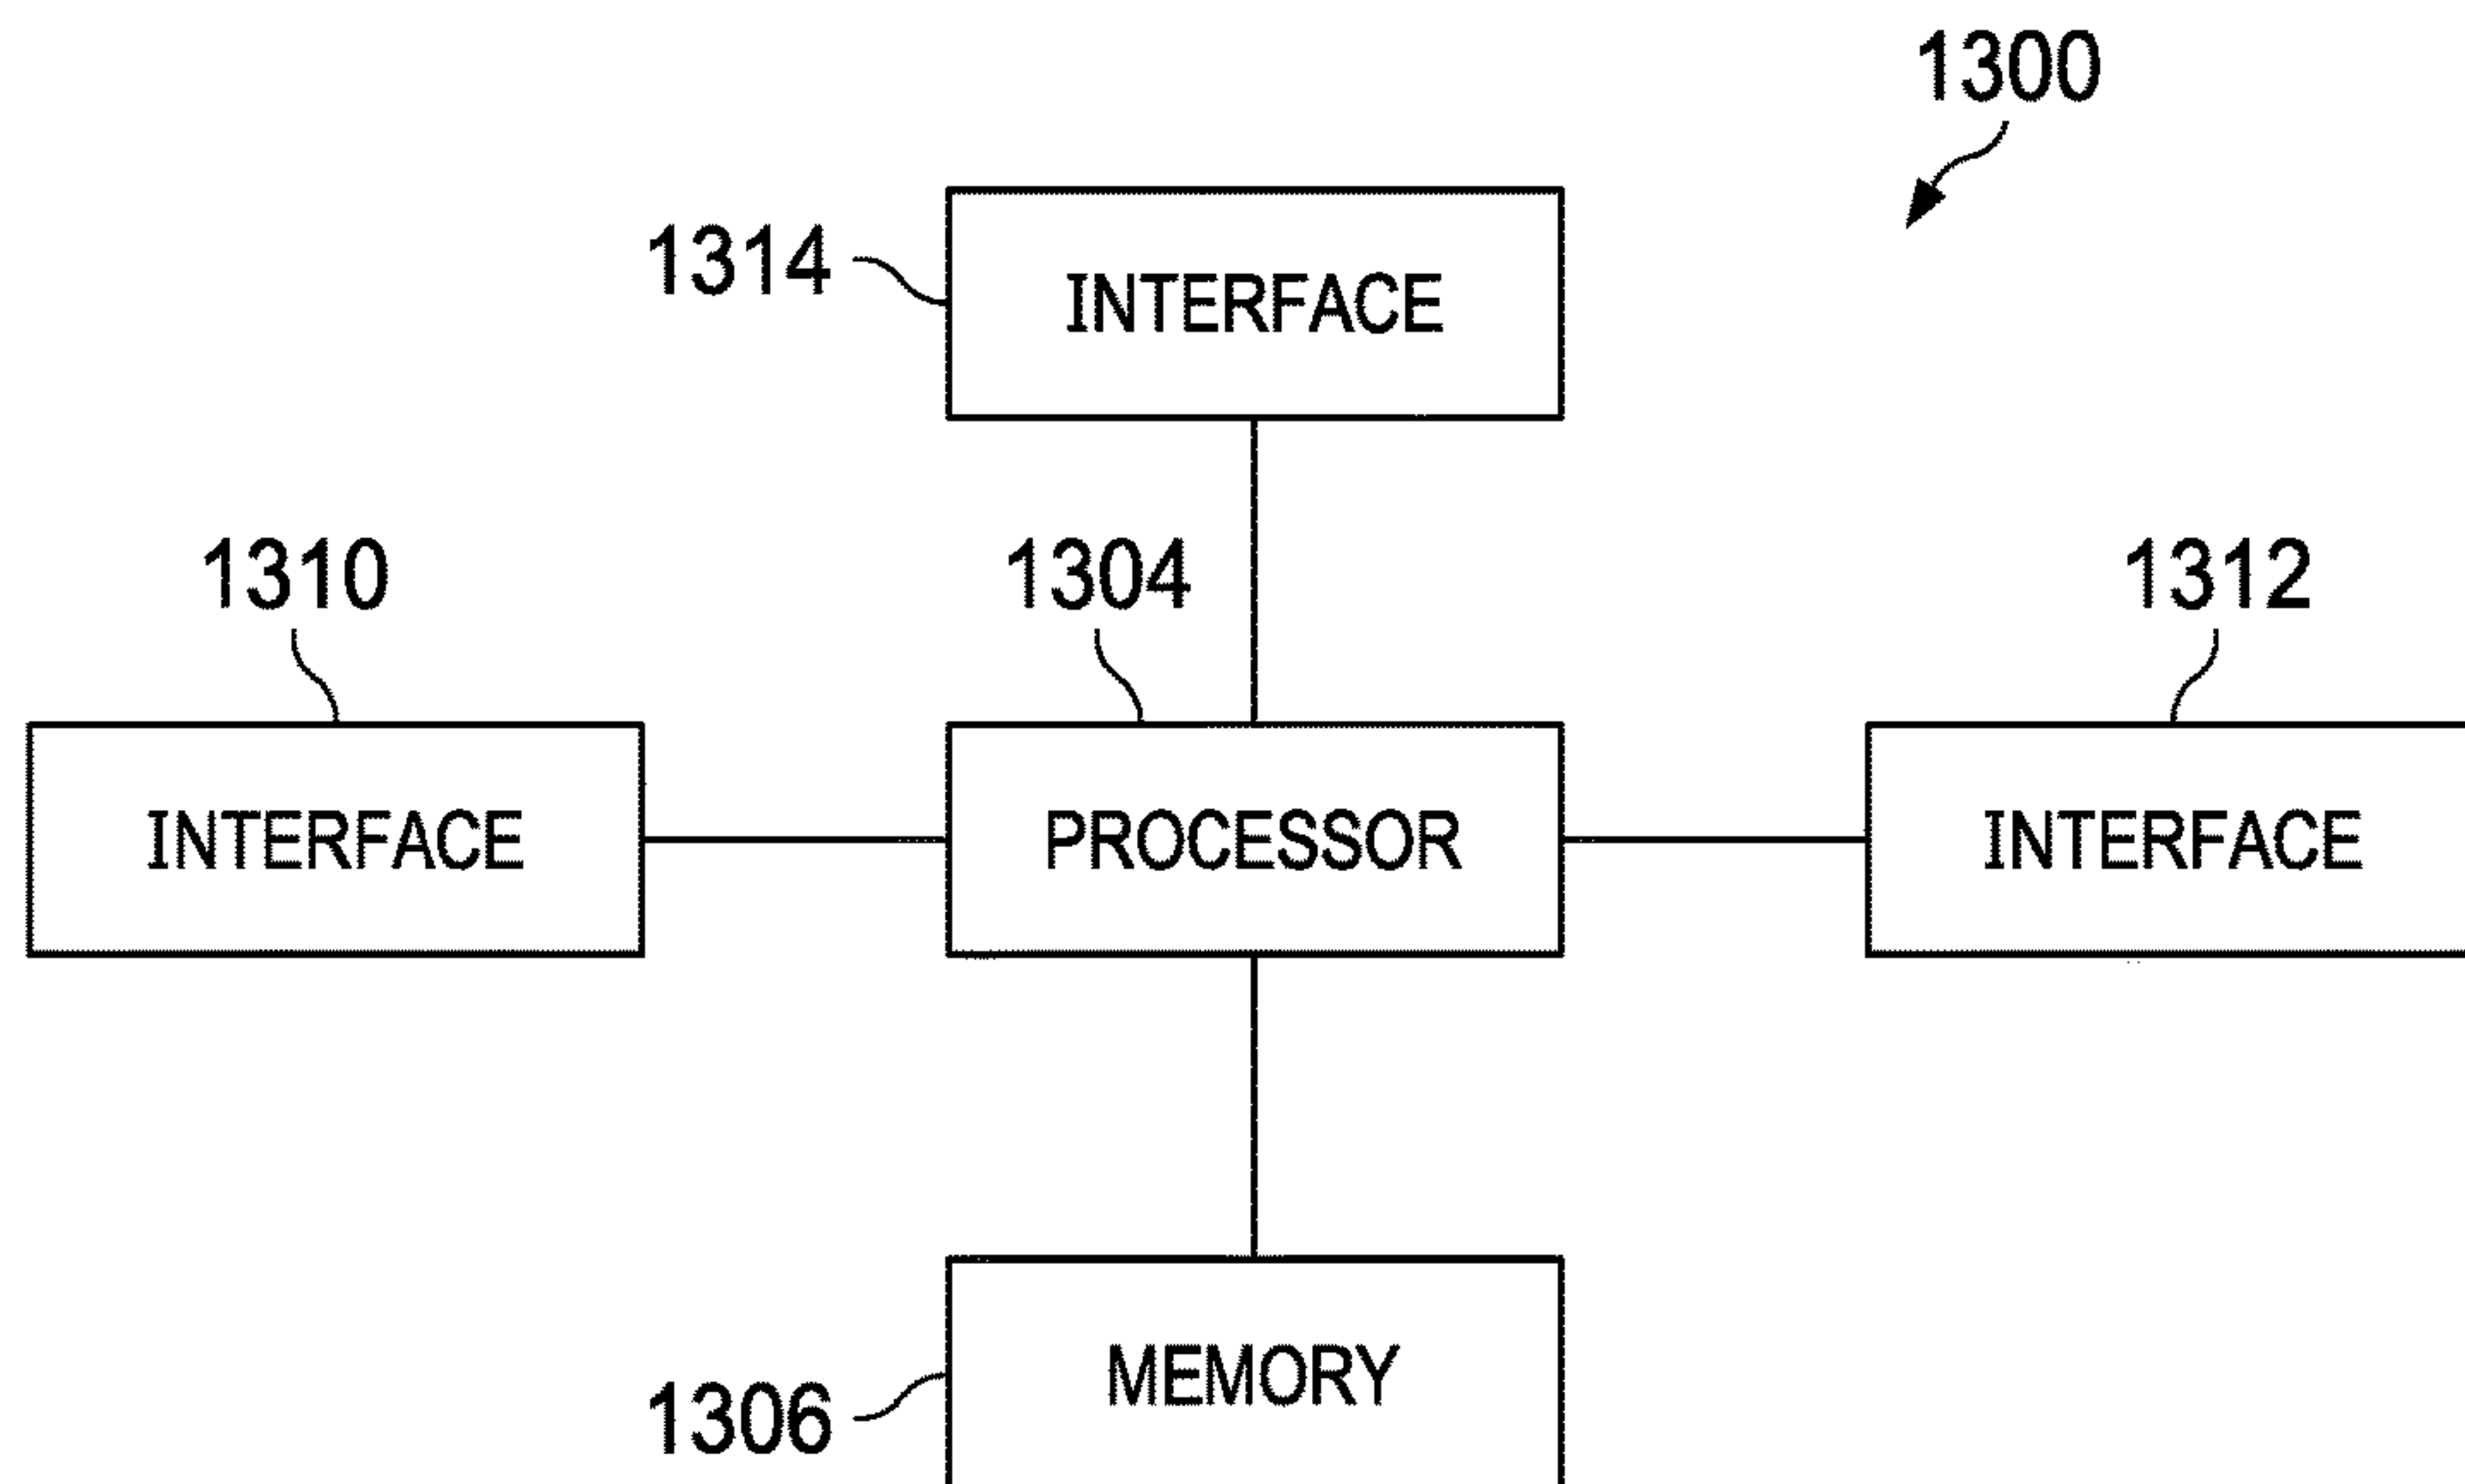 1300
1314
INTERFACE
1310
1304
1312
INTERFACE
PROCESSOR
INTERFACE
MEMORY
1306